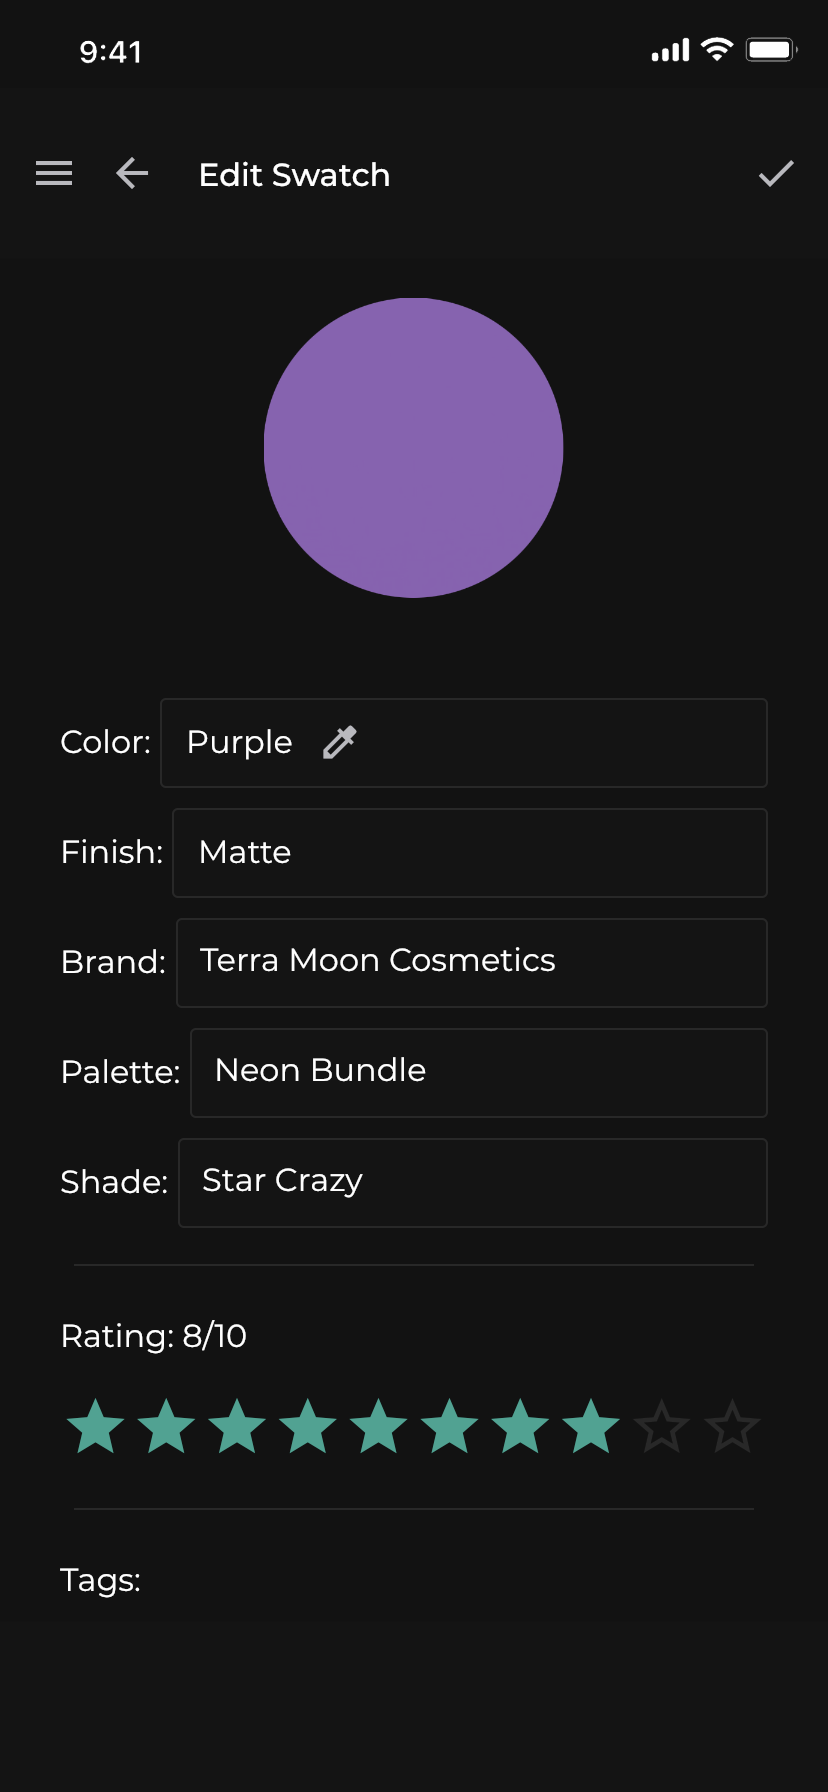 9:41
Edit Swatch
Color: Purple
Finish: Matte
Brand: Terra Moon Cosmetics
Palette: Neon Bundle
Shade: Star Crazy
Rating: 8/10
Tags: